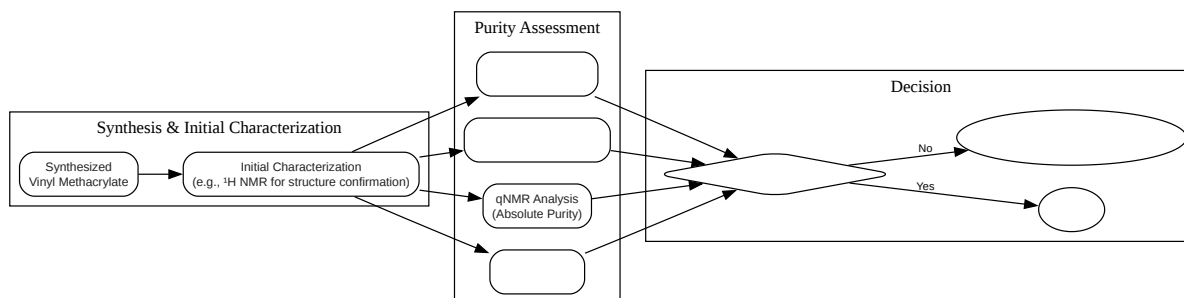 Purity Assessment
Decision
Synthesis & Initial Characterization
Synthesized
Vinyl Methacrylate
Initial Characterization
(e.g., ¹H NMR for structure confirmation)
qNMR Analysis
(Absolute Purity)
No
Yes